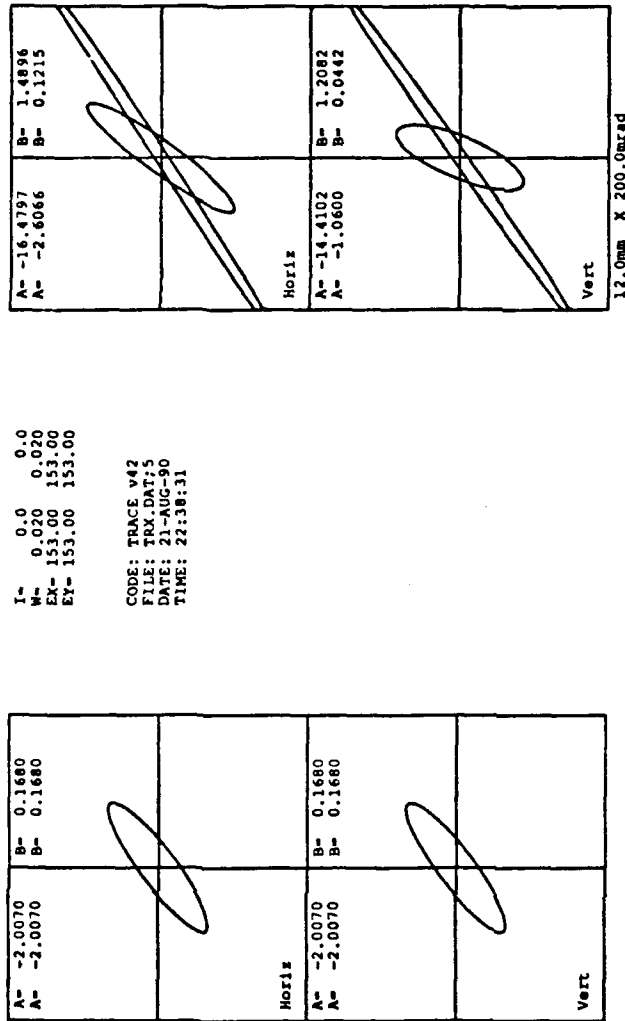 A= -2.0070 B= 0.1680
A= -2.0070 B= 0.1680
Horiz
A= -2.0070 B= 0.1680
A= -2.0070 B= 0.1680
Vert
I= 0.0 0.0
W= 0.020 0.020
EX= 153.00 153.00
EY= 153.00 153.00
CODE: TRACE v42
FILE: TRX.DAT;5
DATE: 21-AUG-90
TIME: 22:38:31
A= -16.4797 B= 1.4896
A= -2.6066 B= 0.1215
Horiz
A= -14.4102 B= 1.2082
A= -1.0600 B= 0.0442
Vert
12.0mm X 200.0mrad